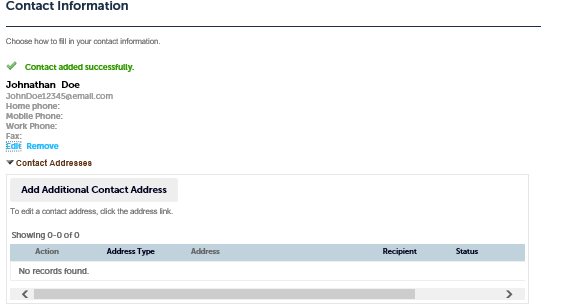 Contact Information
Choose how to fill in your contact information.
Contact added successfully.
Johnathan Doe
JohnDoe12345@email.com
Home phone:
Mobile Phone:
Work Phone:
Fax:
Edit Remove
Contact Addresses
Add Additional Contact Address
To edit a contact address, click the address link.
Showing 0-0 of 0
Action Address Type Address Recipient Status
No records found.